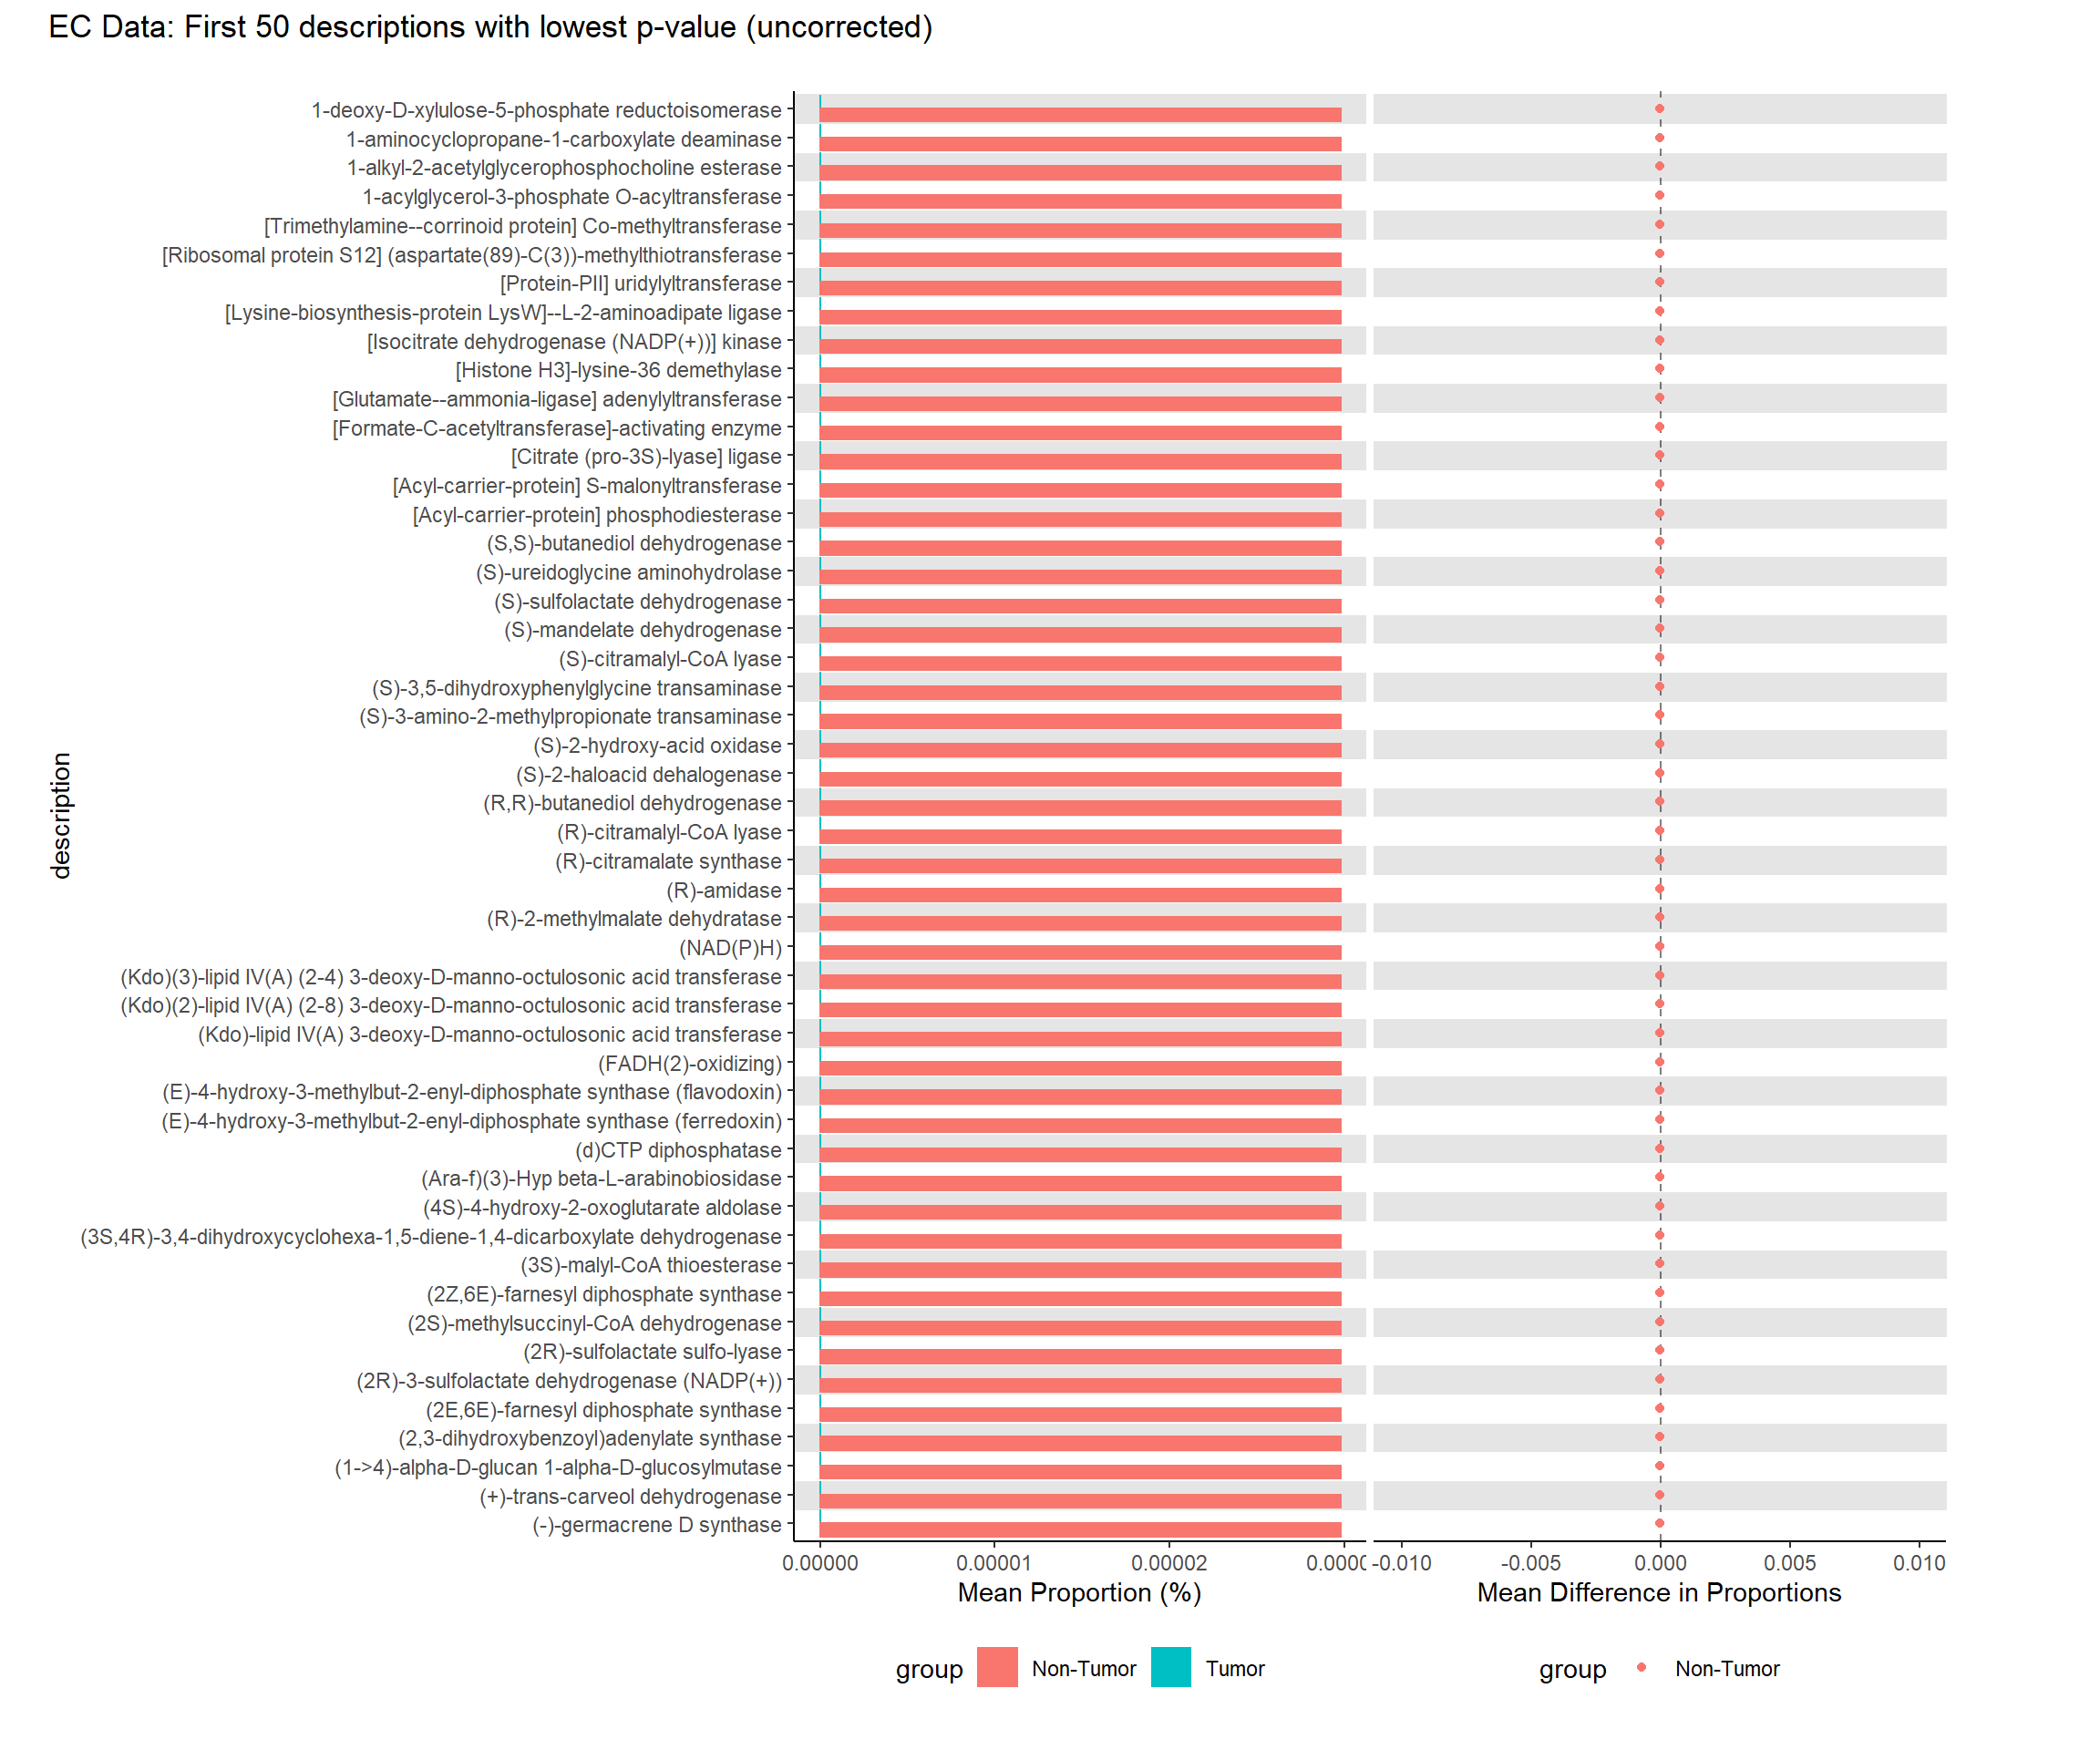 EC Data: First 50 descriptions with lowest p-value (uncorrected)
description
1-deoxy-D-xylulose-5-phosphate reductoisomerase
1-aminocyclopropane-1-carboxylate deaminase
1-alkyl-2-acetylglycerophosphocholine esterase
1-acylglycerol-3-phosphate O-acyltransferase
[Trimethylamine--corrinoid protein] Co-methyltransferase
[Ribosomal protein S12] (aspartate(89)-C(3))-methylthiotransferase
[Protein-PII] uridylyltransferase
[Lysine-biosynthesis-protein LysW]--L-2-aminoadipate ligase
[Isocitrate dehydrogenase (NADP(+))] kinase
[Histone H3]-lysine-36 demethylase
[Glutamate--ammonia-ligase] adenylyltransferase
[Formate-C-acetyltransferase]-activating enzyme
[Citrate (pro-3S)-lyase] ligase
[Acyl-carrier-protein] S-malonyltransferase
[Acyl-carrier-protein] phosphodiesterase
(S,S)-butanediol dehydrogenase
(S)-ureidoglycine aminohydrolase
(S)-sulfolactate dehydrogenase
(S)-mandelate dehydrogenase
(S)-citramalyl-CoA lyase
(S)-3,5-dihydroxyphenylglycine transaminase
(S)-3-amino-2-methylpropionate transaminase
(S)-2-hydroxy-acid oxidase
(S)-2-haloacid dehalogenase
(R,R)-butanediol dehydrogenase
(R)-citramalyl-CoA lyase
(R)-citramalate synthase
(R)-amidase
(R)-2-methylmalate dehydratase
(NAD(P)H)
(Kdo)(3)-lipid IV(A) (2-4) 3-deoxy-D-manno-octulosonic acid transferase
(Kdo)(2)-lipid IV(A) (2-8) 3-deoxy-D-manno-octulosonic acid transferase
(Kdo)-lipid IV(A) 3-deoxy-D-manno-octulosonic acid transferase
(FADH(2)-oxidizing)
(E)-4-hydroxy-3-methylbut-2-enyl-diphosphate synthase (flavodoxin)
(E)-4-hydroxy-3-methylbut-2-enyl-diphosphate synthase (ferredoxin)
(d)CTP diphosphatase
(Ara-f)(3)-Hyp beta-L-arabinobiosidase
(4S)-4-hydroxy-2-oxoglutarate aldolase
(3S,4R)-3,4-dihydroxycyclohexa-1,5-diene-1,4-dicarboxylate dehydrogenase
(3S)-malyl-CoA thioesterase
(2Z,6E)-farnesyl diphosphate synthase
(2S)-methylsuccinyl-CoA dehydrogenase
(2R)-sulfolactate sulfo-lyase
(2R)-3-sulfolactate dehydrogenase (NADP(+))
(2E,6E)-farnesyl diphosphate synthase
(2,3-dihydroxybenzoyl)adenylate synthase
(1->4)-alpha-D-glucan 1-alpha-D-glucosylmutase
(+)-trans-carveol dehydrogenase
(-)-germacrene D synthase
0.00000 0.00001 0.00002
-0.010 -0.005 0.000 0.005 0.010
Mean Proportion (%)
Mean Difference in Proportions
group Non-Tumor Tumor
group Non-Tumor